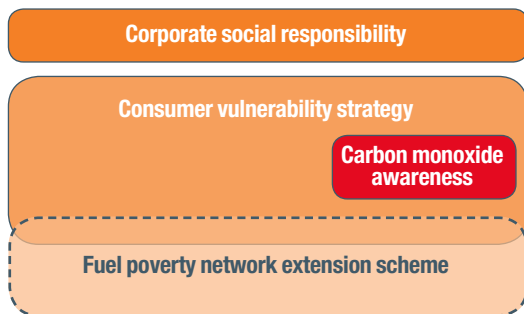 Corporate social responsibility
Consumer vulnerability strategy
Carbon monoxide
awareness
Fuel poverty network extension scheme